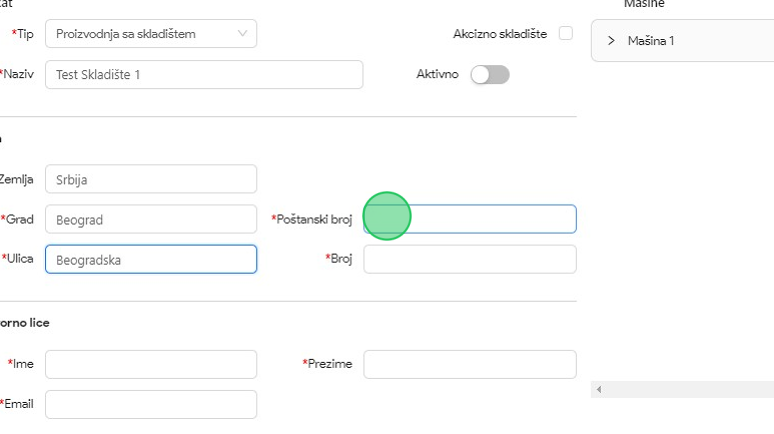 Mašine
*Tip Proizvodnja sa skladištem Akcizno skladište
Mašina 1
*Naziv Test Skladište 1 Aktivno
Zemlja Srbija
*Grad Beograd *Poštanski broj
*Ulica Beogradska *Broj
orno lice
*Ime *Prezime
*Email